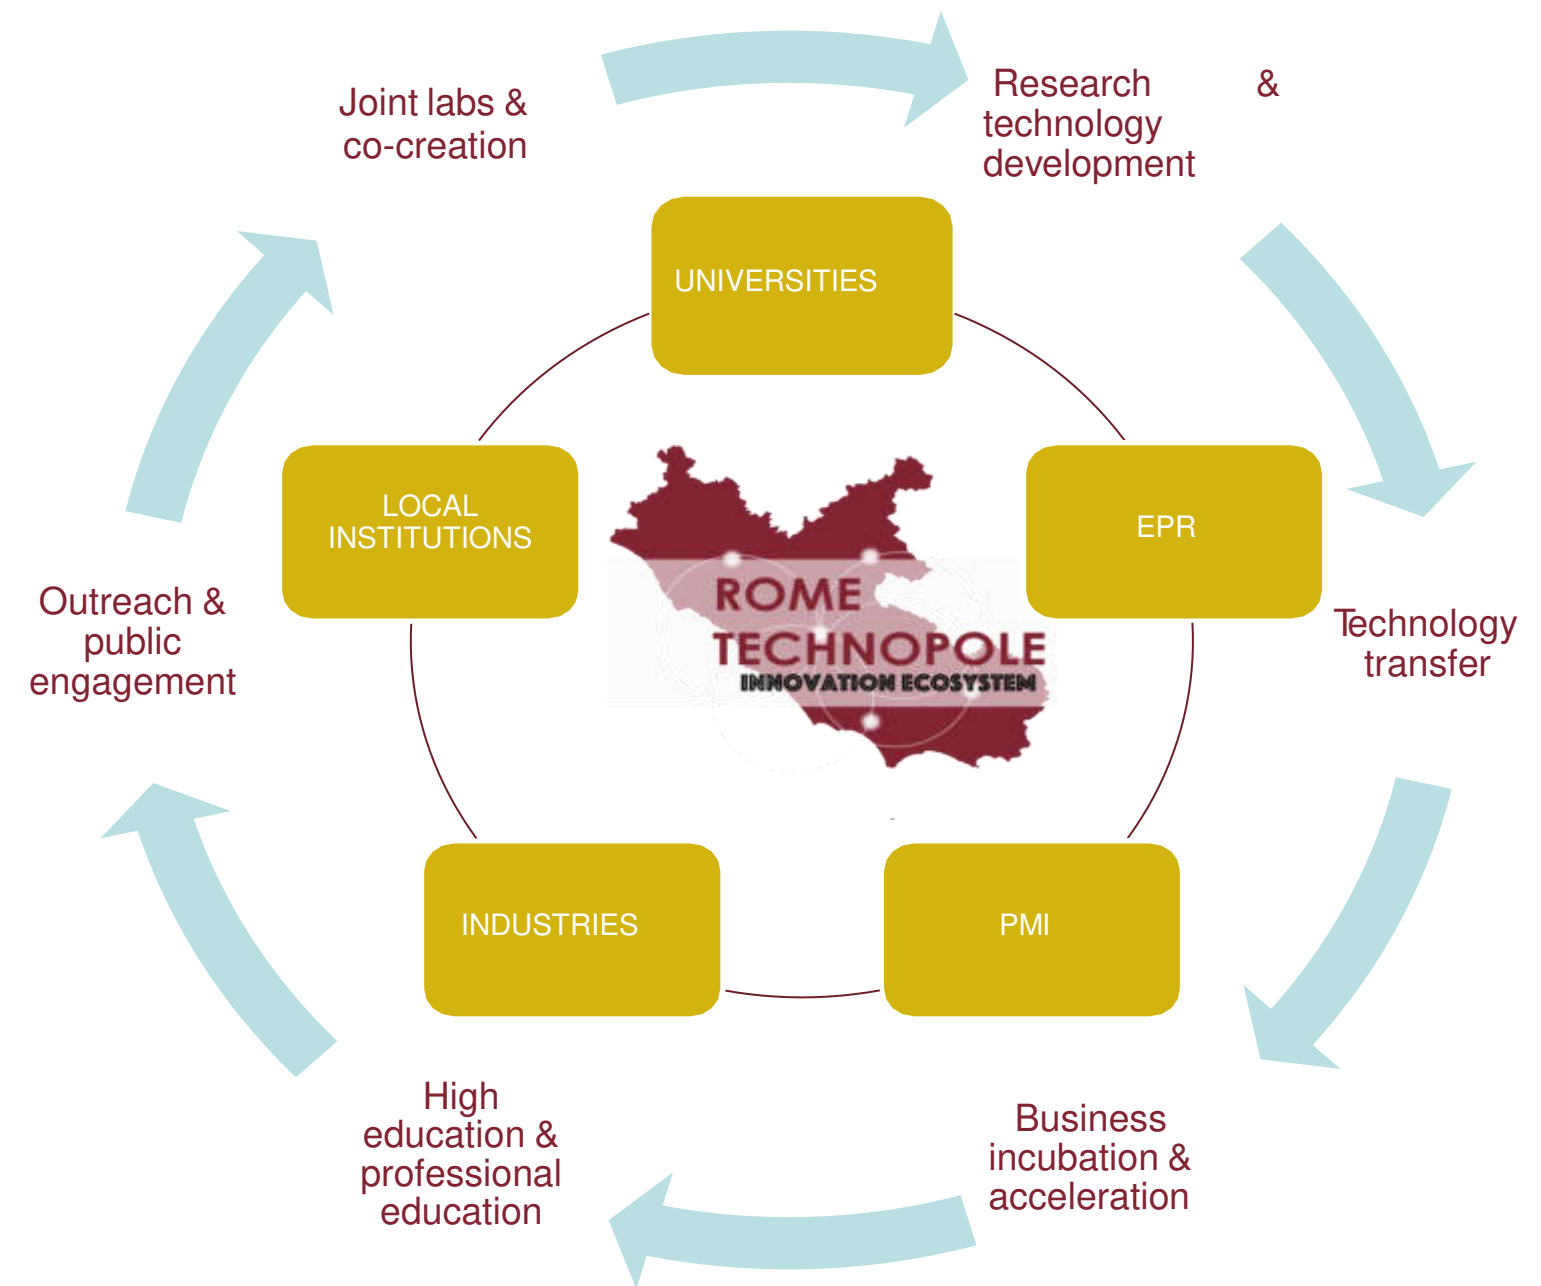 Joint labs &
co-creation
Research &
technology
development
UNIVERSITIES
LOCAL
INSTITUTIONS
EPR
ROME
TECHNOPOLE
INNOVATION ECOSYSTEM
Outreach &
public
engagement
Technology
transfer
INDUSTRIES
PMI
High
education &
professional
education
Business
incubation &
acceleration